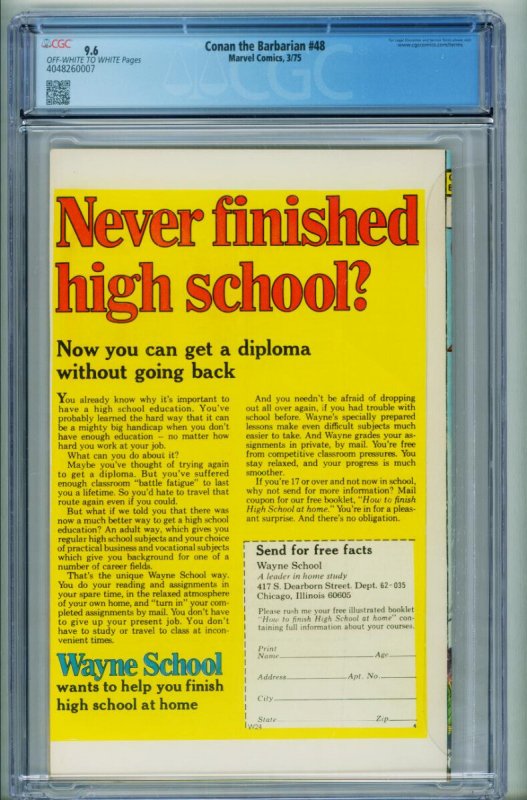 CGC
9.6
OFF-WHITE TO WHITE Pages
4048260007
Conan the Barbarian #48
Marvel Comics, 3/75
www.cgccomics.com/terms
CGC
Never finished
high school?
Now you can get a diploma
without going back
You already know why it's important to
have a high school education. You've
probably learned the hard way that it can
be a mighty big handicap when you don't
have enough education – no matter how
hard you work at your job.
What can you do about it?
Maybe you've thought of trying again
to get a diploma. But you've suffered
enough classroom "battle fatigue" to last
you a lifetime. So you'd hate to travel that
route again even if you could.
But what if we told you that there was
now a much better way to get a high school
education? An adult way, which gives you
regular high school subjects and your choice
of practical business and vocational subjects
which give you background for one of a
number of career fields.
That's the unique Wayne School way.
You do your reading and assignments in
your spare time, in the relaxed atmosphere
of your own home, and "turn in" your com-
pleted assignments by mail. You don't have
to give up your present job. You don't
have to study or travel to class at incon-
venient times.
Wayne School
wants to help you finish
high school at home
And you needn't be afraid of dropping
out all over again, if you had trouble with
school before. Wayne's specially prepared
lessons make even difficult subjects much
easier to take. And Wayne grades your as-
signments in private, by mail. You're free
from competitive classroom pressures. You
stay relaxed, and your progress is much
smoother.
If you're 17 or over and not now in school,
why not send for more information? Mail
coupon for our free booklet, "How to finish
High School at home." You're in for a pleas-
ant surprise. And there's no obligation.
Send for free facts
Wayne School
A leader in home study
417 S. Dearborn Street. Dept. 62-035
Chicago, Illinois 60605
Please rush me your free illustrated booklet
"How to finish High School at home" con-
taining full information about your courses.
Print
Name Age
Address Apt. No.
City
State Zip
W24 4